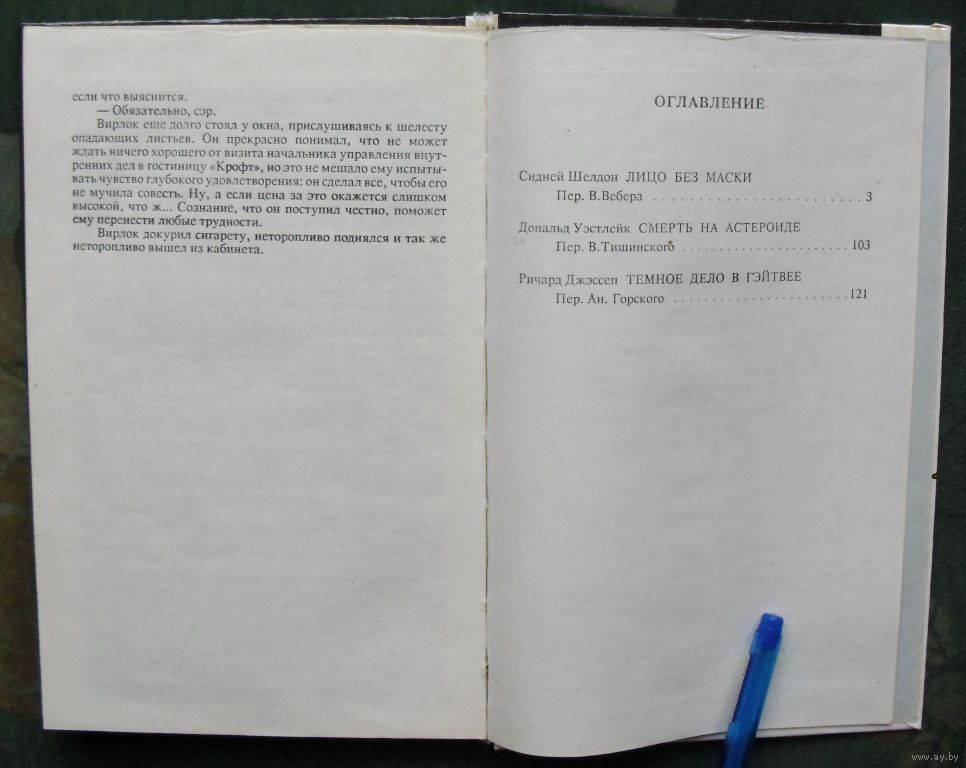 если что выяснится.
— Обязательно, сэр.
Вирлок еще долго стоял у окна, прислушиваясь к шелесту
опадающих листьев. Он прекрасно понимал, что не может
ждать ничего хорошего от визита начальника управления внут-
ренних дел в гостиницу «Крофт», но это не мешало ему испыты-
вать чувство глубокого удовлетворения: он сделал все, чтобы его
не мучила совесть. Ну, а если цена за это окажется слишком
высокой, что ж... Сознание, что он поступил честно, поможет
ему перенести любые трудности.
Вирлок докурил сигарету, неторопливо поднялся и так же
неторопливо вышел из кабинета.
ОГЛАВЛЕНИЕ
Сидней Шелдон ЛИЦО БЕЗ МАСКИ
Пер. В.Вебера . . . . . . . . . . . . . . . . . . . . . . . . . . . 3
Дональд Уэстлейк СМЕРТЬ НА АСТЕРОИДЕ
Пер. В.Тишинского . . . . . . . . . . . . . . . . . . . . . . 103
Ричард Джэссеп ТЕМНОЕ ДЕЛО В ГЭЙТВЕЕ
Пер. Ан. Горского . . . . . . . . . . . . . . . . . . . . . . . 121
www.ay.by